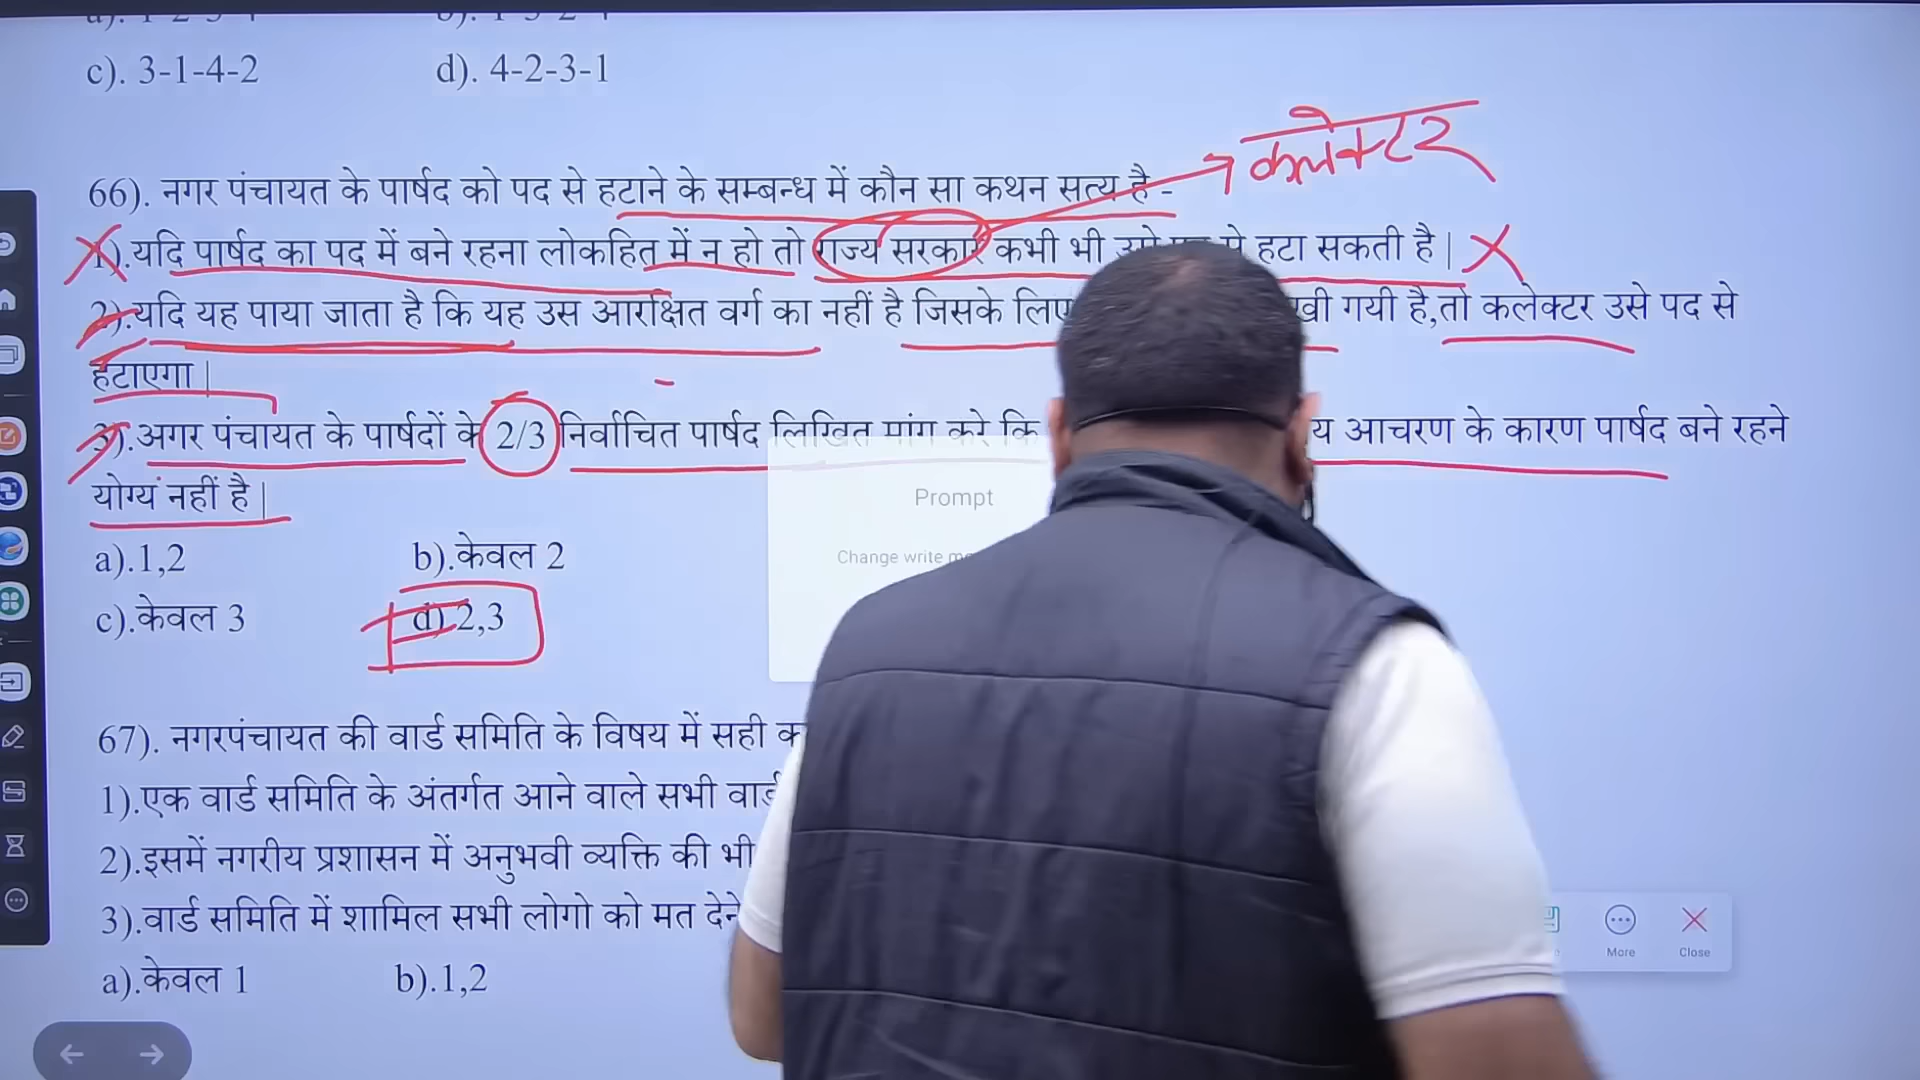 c). 3-1-4-2 d). 4-2-3-1
कलेक्टर
66). नगर पंचायत के पार्षद को पद से हटाने के सम्बन्ध में कौन सा कथन सत्य है -
1).यदि पार्षद का पद में बने रहना लोकहित में न हो तो राज्य सरकार कभी भी हटा सकती है |
2).यदि यह पाया जाता है कि यह उस आरक्षित वर्ग का नहीं है जिसके लिए गयी है,तो कलेक्टर उसे पद से
हटाएगा |
3).अगर पंचायत के पार्षदों के 2/3 निर्वाचित पार्षद लिखित मांग करे कि आचरण के कारण पार्षद बने रहने
योग्य नहीं है |
Prompt
Change write
a).1,2 b).केवल 2
c).केवल 3 d).2,3
67). नगरपंचायत की वार्ड समिति के विषय में सही
1).एक वार्ड समिति के अंतर्गत आने वाले सभी
2).इसमें नगरीय प्रशासन में अनुभवी व्यक्ति की भी
3).वार्ड समिति में शामिल सभी लोगो को मत
More Close
a).केवल 1 b).1,2